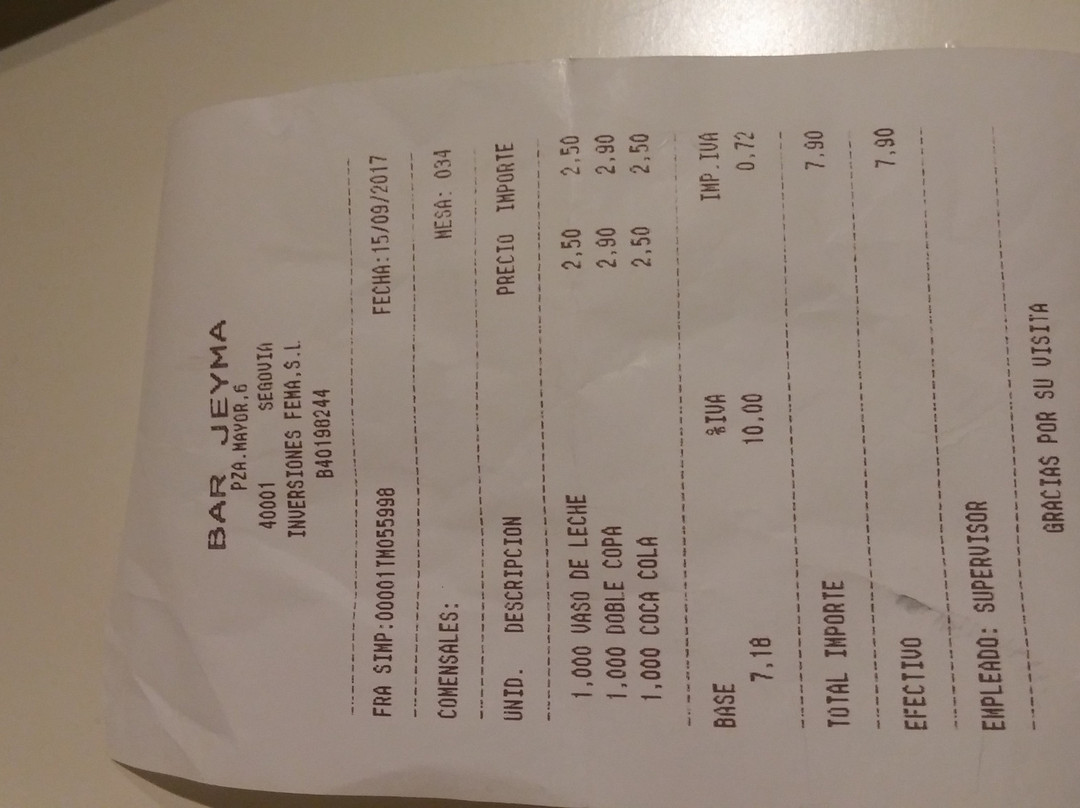 BAR JEYMA
PZA.MAYOR,6
40001 SEGOVIA
INVERSIONES FEMA,S.L
B40198244
FRA SIMP:00001TM055998 FECHA:15/09/2017
COMENSALES: MESA: 034
UNID. DESCRIPCION PRECIO IMPORTE
1,000 VASO DE LECHE 2,50 2,50
1,000 DOBLE COPA 2,90 2,90
1,000 COCA COLA 2,50 2,50
BASE %IVA IMP.IVA
7,18 10,00 0,72
TOTAL IMPORTE 7,90
EFECTIVO 7,90
EMPLEADO: SUPERVISOR
GRACIAS POR SU VISITA